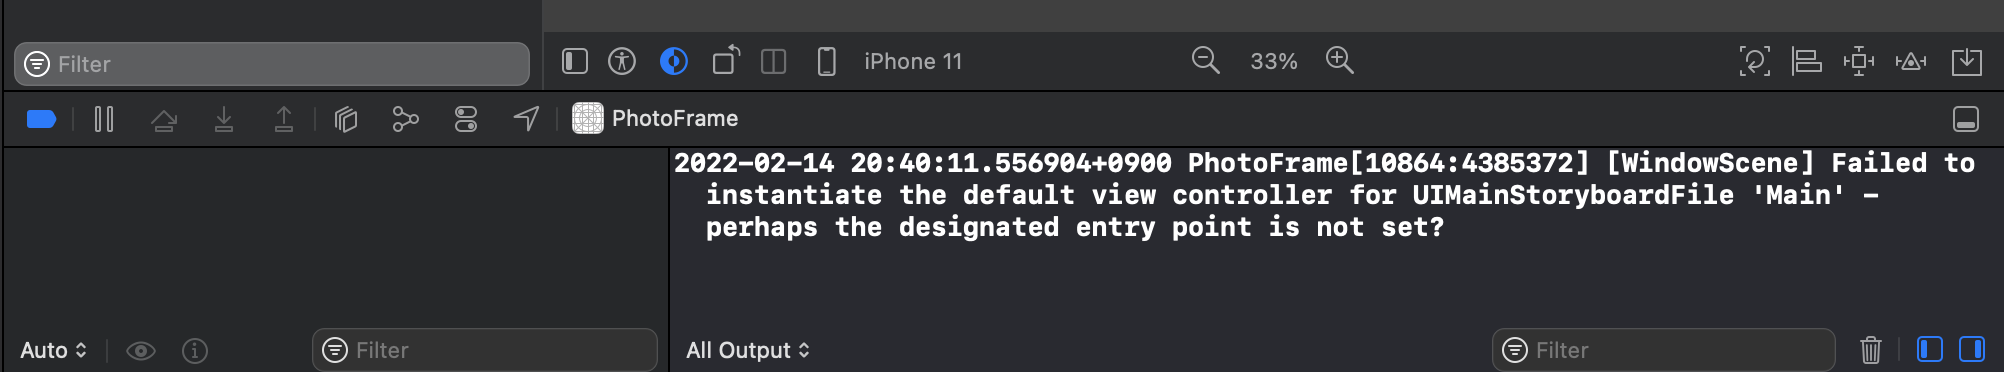 Filter
iPhone 11
33%
PhotoFrame
2022-02-14 20:40:11.556904+0900 PhotoFrame[10864:4385372] [WindowScene] Failed to
instantiate the default view controller for UIMainStoryboardFile 'Main' -
perhaps the designated entry point is not set?
Auto
Filter
All Output
Filter